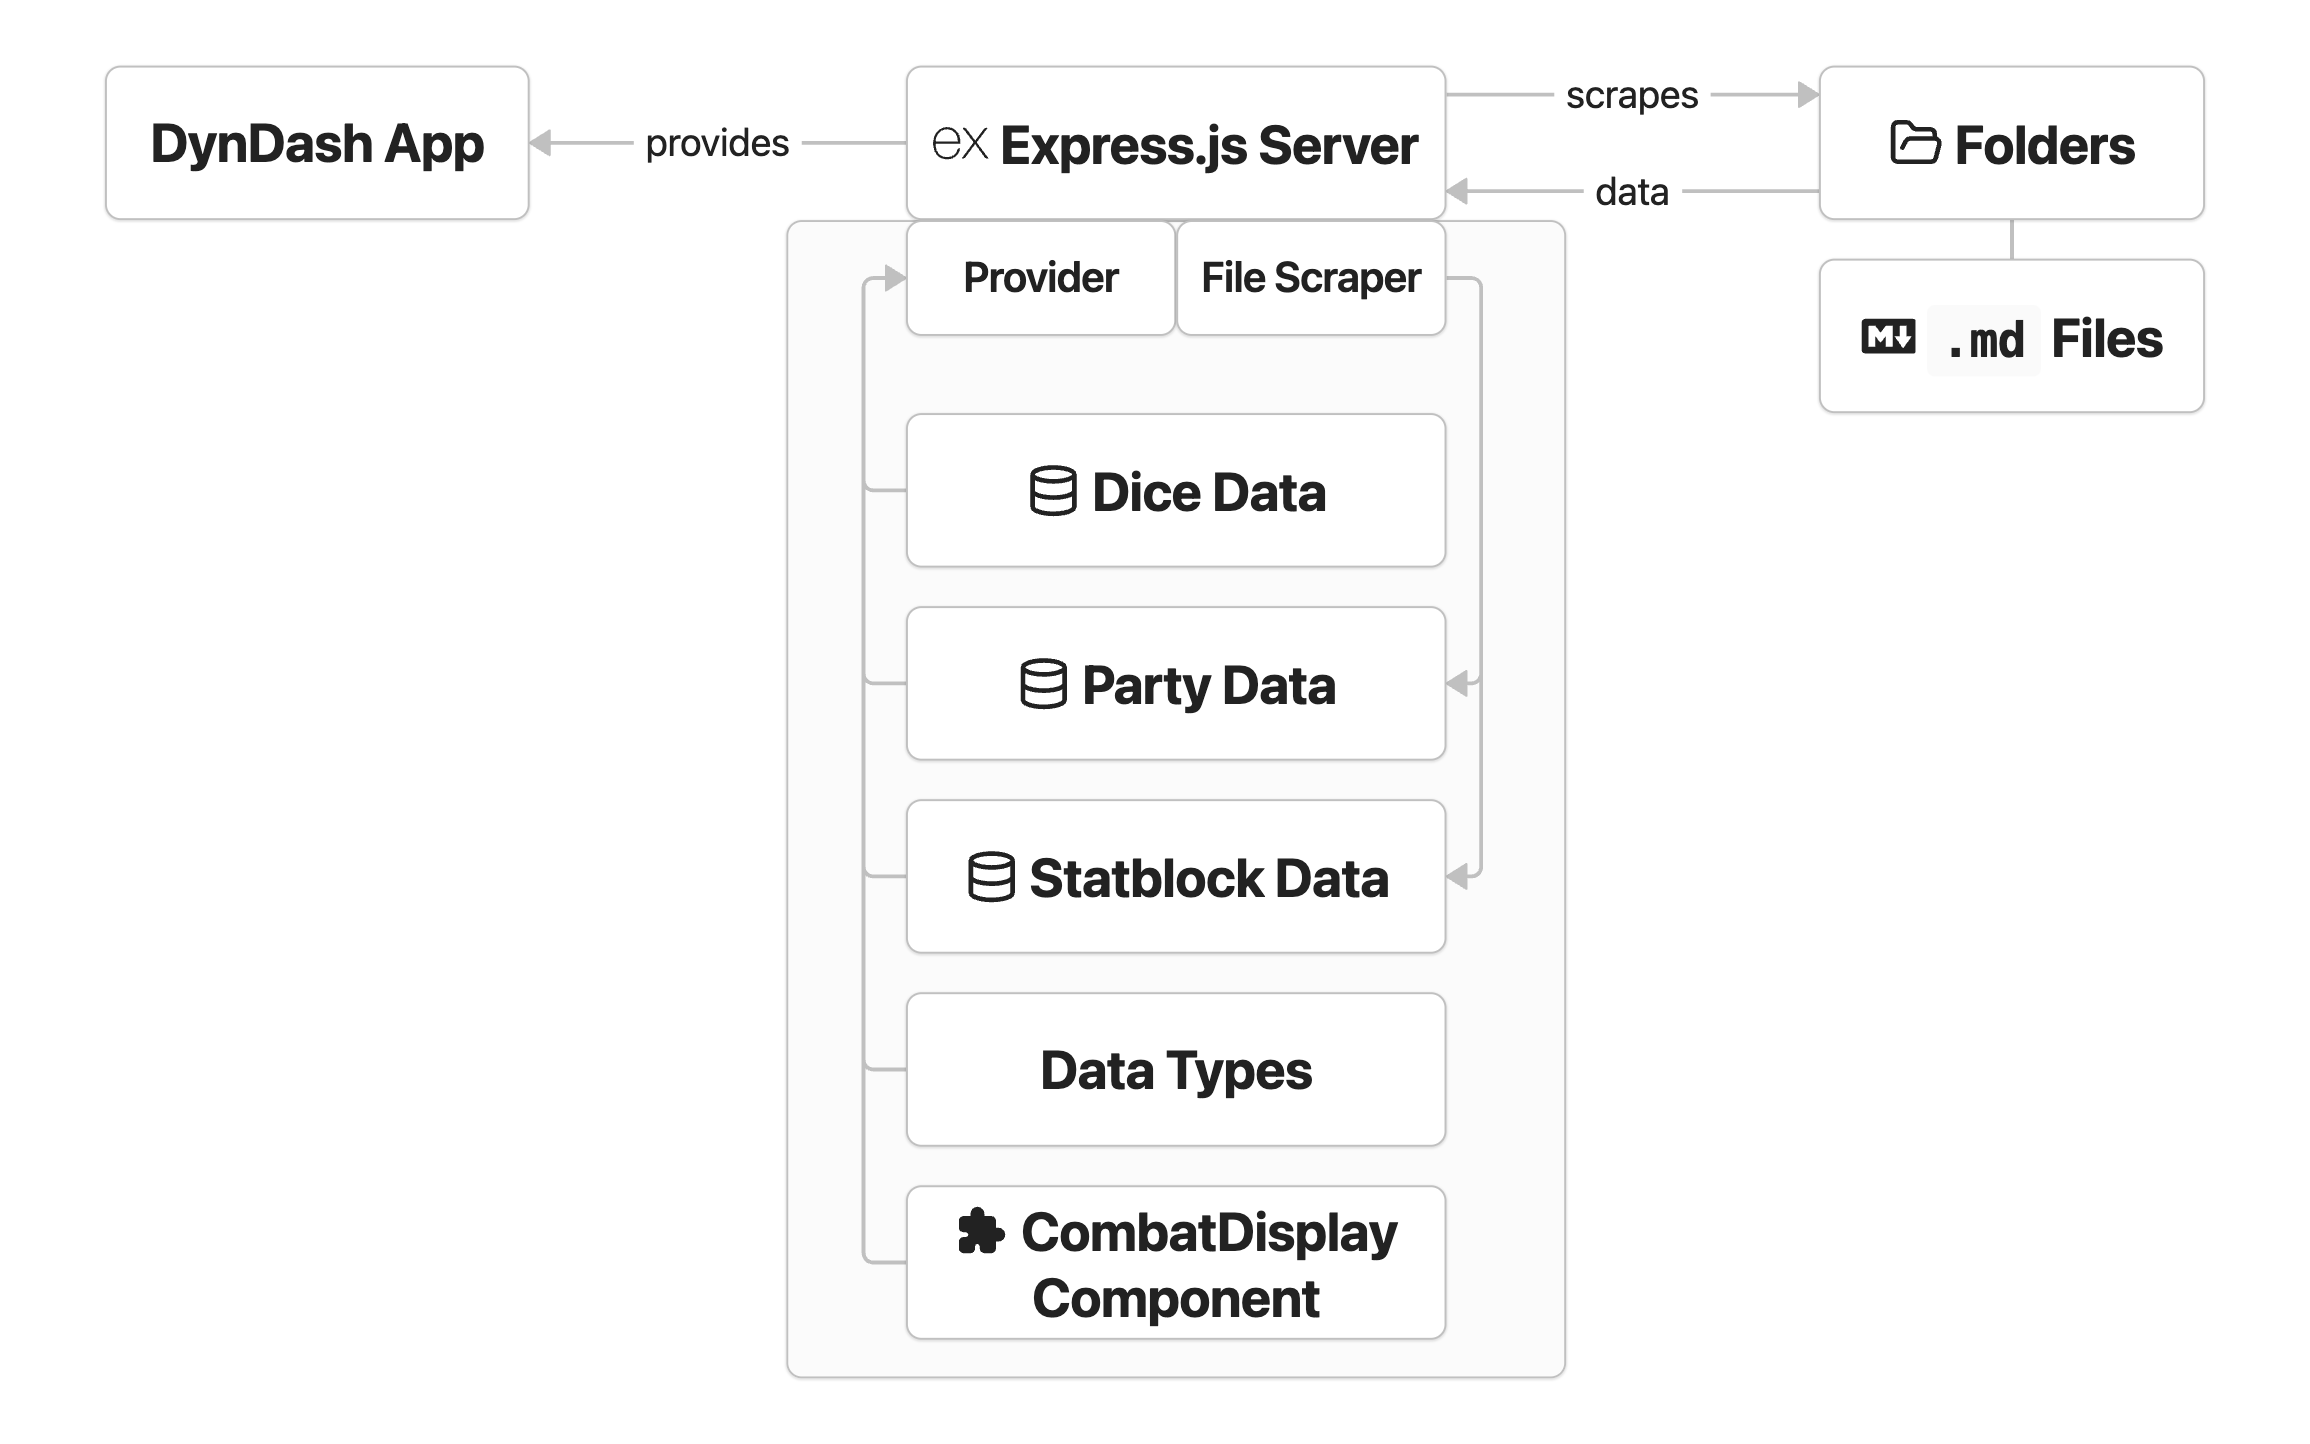 DynDash App
provides
ex Express.js Server
scrapes
data
Folders
M .md Files
Provider
File Scraper
Dice Data
Party Data
Statblock Data
Data Types
CombatDisplay
Component